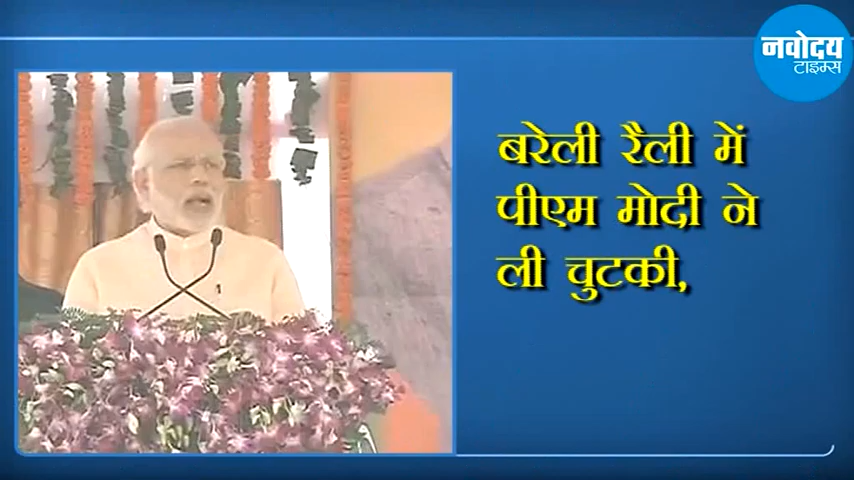 नवोदय
टाइम्स
बरेली रैली में
पीएम मोदी ने
ली चुटकी,